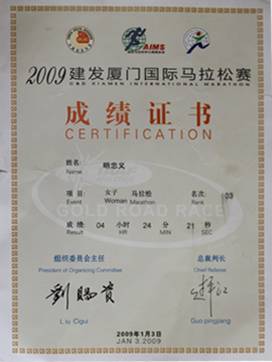 AIMS
2009建发厦门国际马拉松赛
C&D XIAMEN INTERNATIONAL MARATHON
成绩证书
CERTIFICATION
姓名 明忠义
Name
项目 女子 马拉松 名次 93
Event Woman Marathon Rank
GOLD ROAD RACE
成绩 04 小时 24 分 21 秒
Result HR MIN SEC
组织委员会主任 总裁判长
President of Organizing Committee Chief Referee
Liu Cigui Guo pingjiang
2009年1月3日
JAN 3.2009